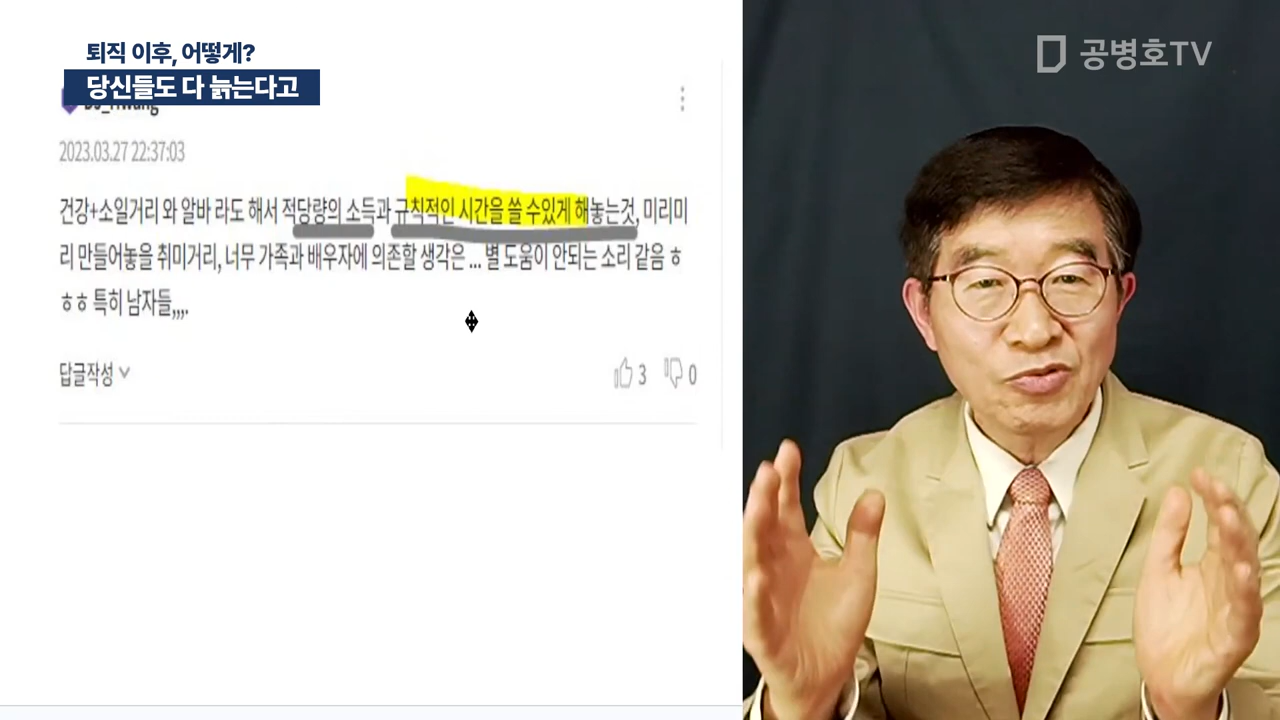 퇴직 이후, 어떻게?
당신들도 다 늙는다고
공병호TV
2023.03.27 22:37:03
건강+소일거리 와 알바 라도 해서 적당량의 소득과 규칙적인 시간을 쓸 수있게 해놓는것, 미리미
리 만들어놓을 취미거리, 너무 가족과 배우자에 의존할 생각은 ... 별 도움이 안되는 소리 같음 ㅎ
ㅎㅎ 특히 남자들,,,.
답글작성
3
0